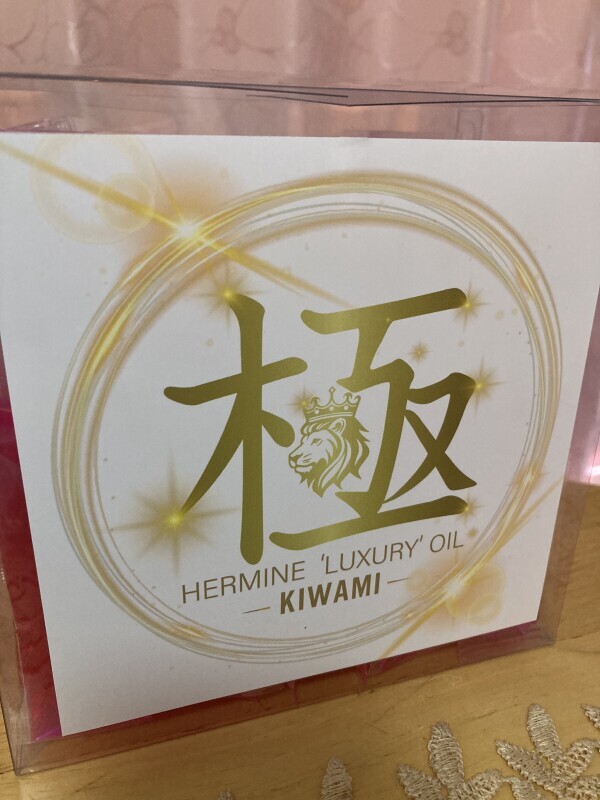 極
HERMINE 'LUXURY' OIL
— KIWAMI —